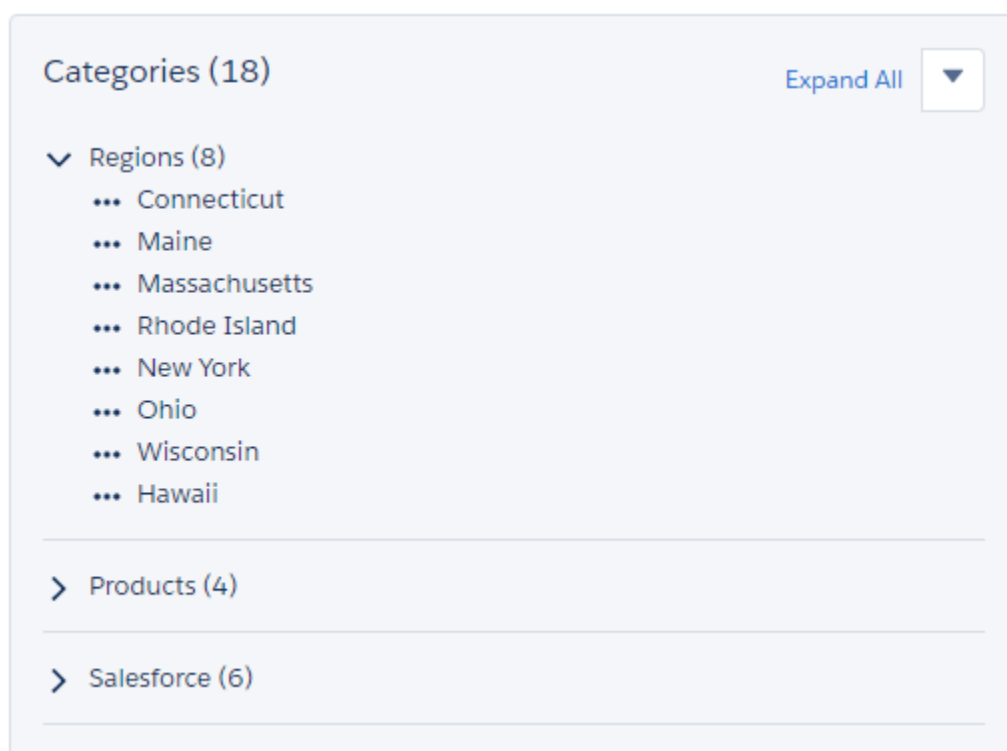 Categories (18)
Expand All
Regions (8)
Connecticut
Maine
Massachusetts
Rhode Island
New York
Ohio
Wisconsin
Hawaii
Products (4)
Salesforce (6)